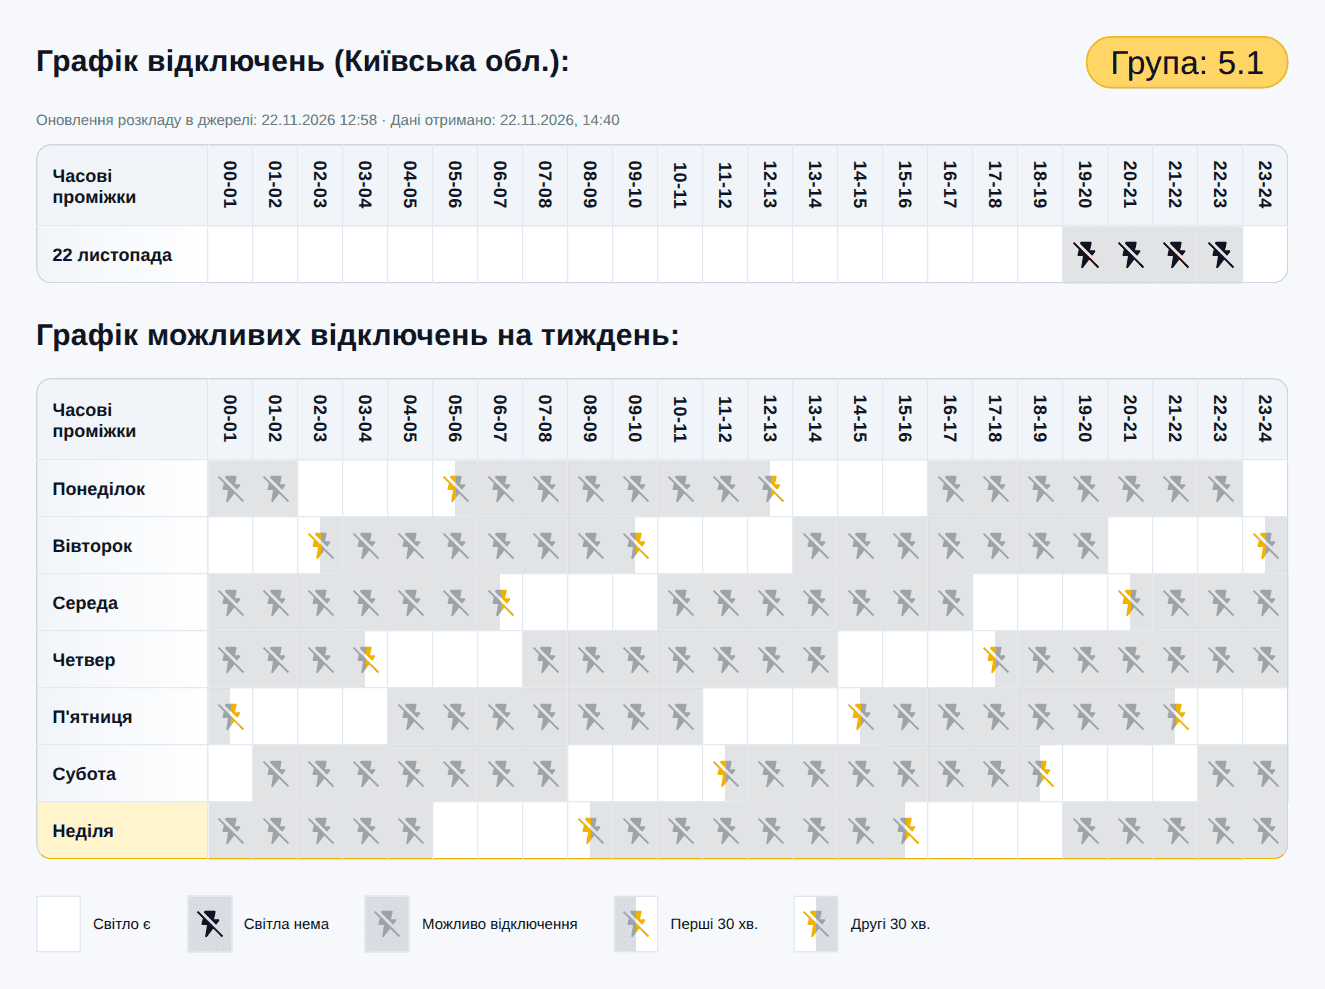 Графік відключень (Київська обл.):
Група: 5.1
Оновлення розкладу в джерелі: 22.11.2026 12:58 · Дані отримано: 22.11.2026, 14:40
Часові проміжки 00-01 01-02 02-03 03-04 04-05 05-06 06-07 07-08 08-09 09-10 10-11 11-12 12-13 13-14 14-15 15-16 16-17 17-18 18-19 19-20 20-21 21-22 22-23 23-24
22 листопада
Графік можливих відключень на тиждень:
Часові проміжки 00-01 01-02 02-03 03-04 04-05 05-06 06-07 07-08 08-09 09-10 10-11 11-12 12-13 13-14 14-15 15-16 16-17 17-18 18-19 19-20 20-21 21-22 22-23 23-24
Понеділок
Вівторок
Середа
Четвер
П'ятниця
Субота
Неділя
Світло є Світла нема Можливо відключення Перші 30 хв. Другі 30 хв.